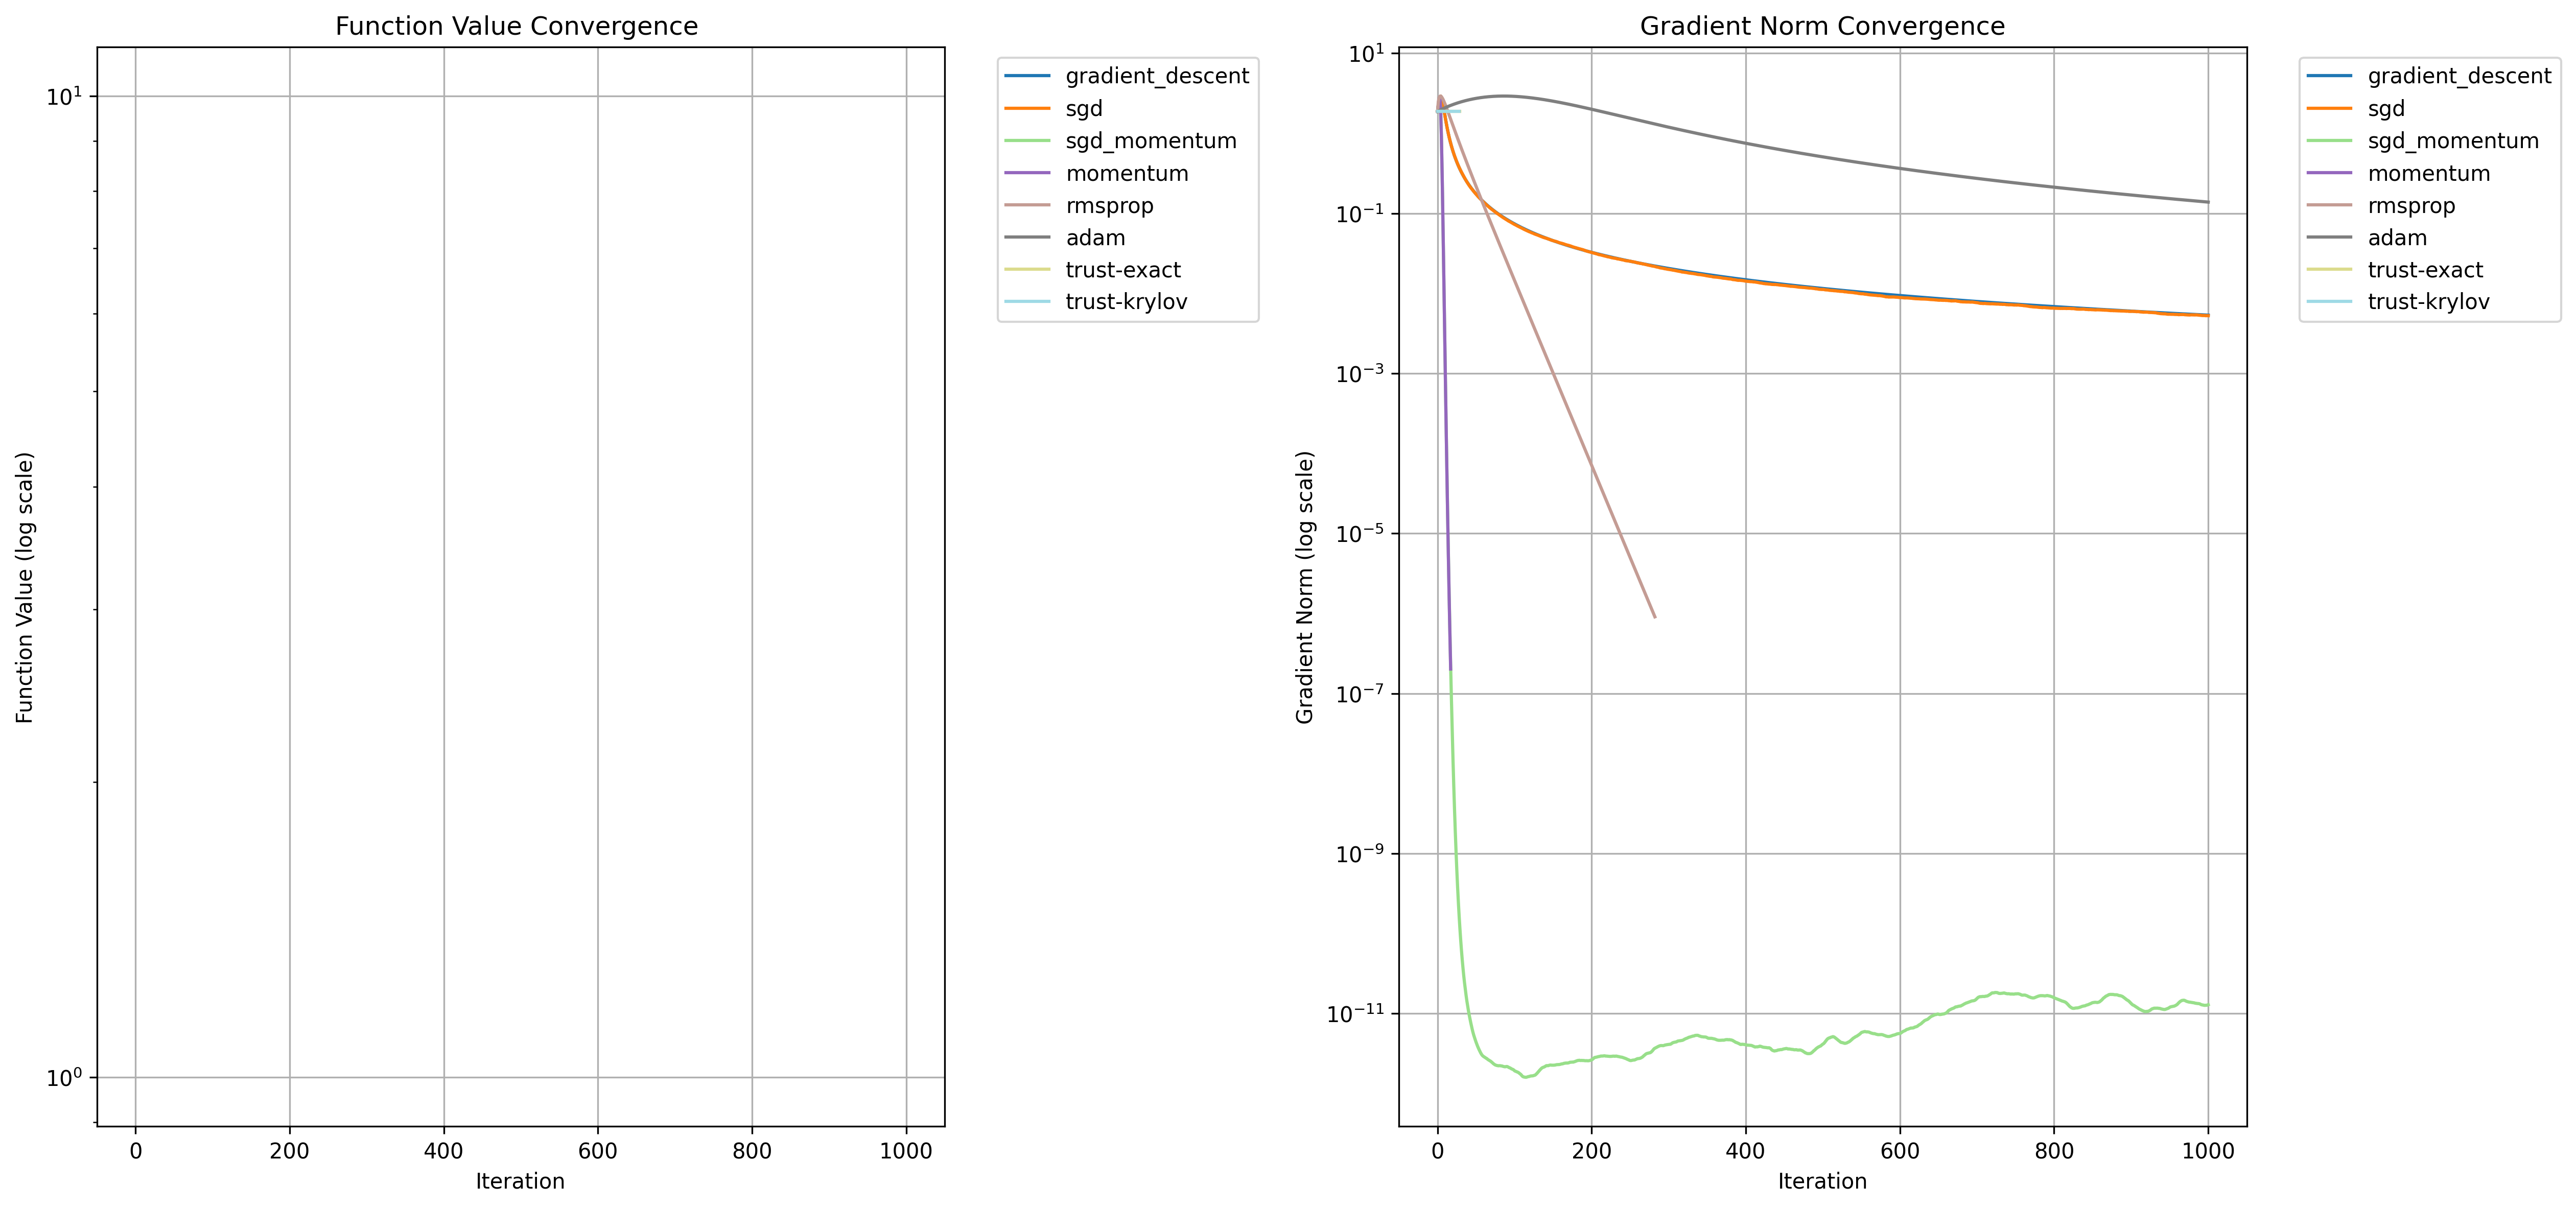 Function Value Convergence
10¹
10⁰
Function Value (log scale)
0 200 400 600 800 1000
Iteration
gradient_descent
sgd
sgd_momentum
momentum
rmsprop
adam
trust-exact
trust-krylov
Gradient Norm Convergence
10¹
10⁻¹
10⁻³
10⁻⁵
10⁻⁷
10⁻⁹
10⁻¹¹
Gradient Norm (log scale)
0 200 400 600 800 1000
Iteration
gradient_descent
sgd
sgd_momentum
momentum
rmsprop
adam
trust-exact
trust-krylov